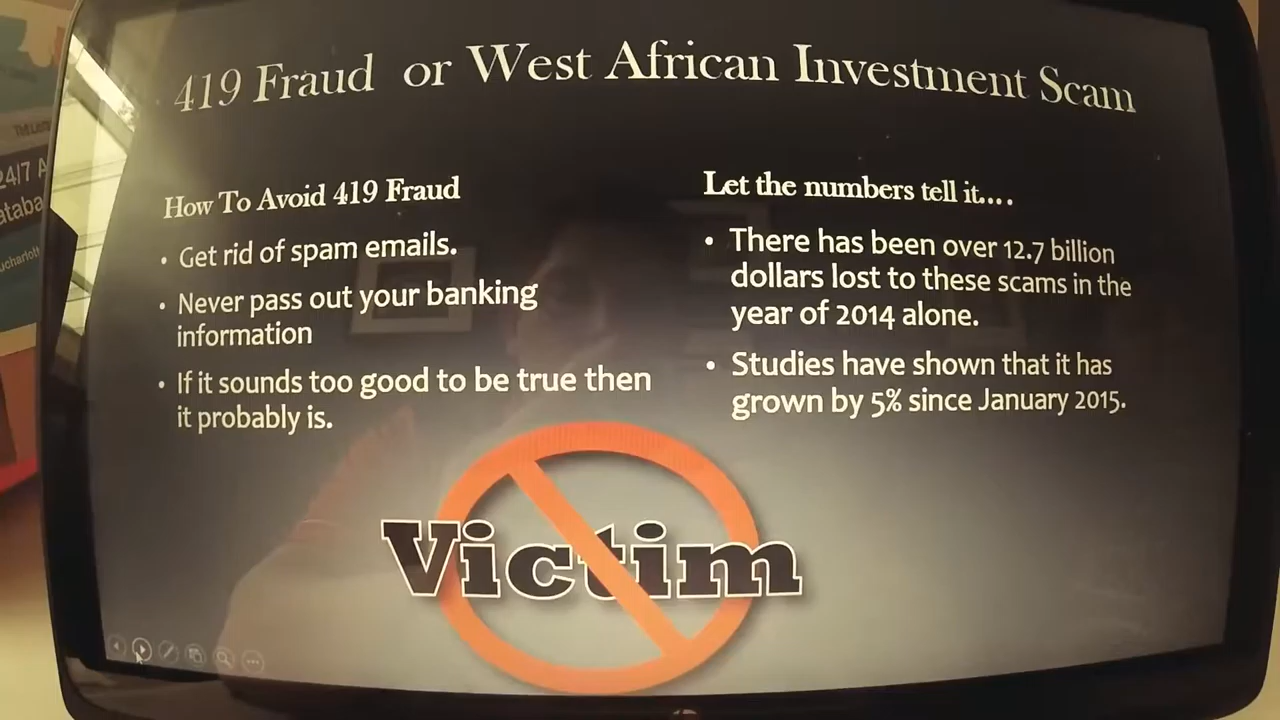 419 Fraud or West African Investment Scam
How To Avoid 419 Fraud
• Get rid of spam emails.
• Never pass out your banking
information
• If it sounds too good to be true then
it probably is.
Let the numbers tell it....
• There has been over 12.7 billion
dollars lost to these scams in the
year of 2014 alone.
• Studies have shown that it has
grown by 5% since January 2015.
Victim
24/7 A